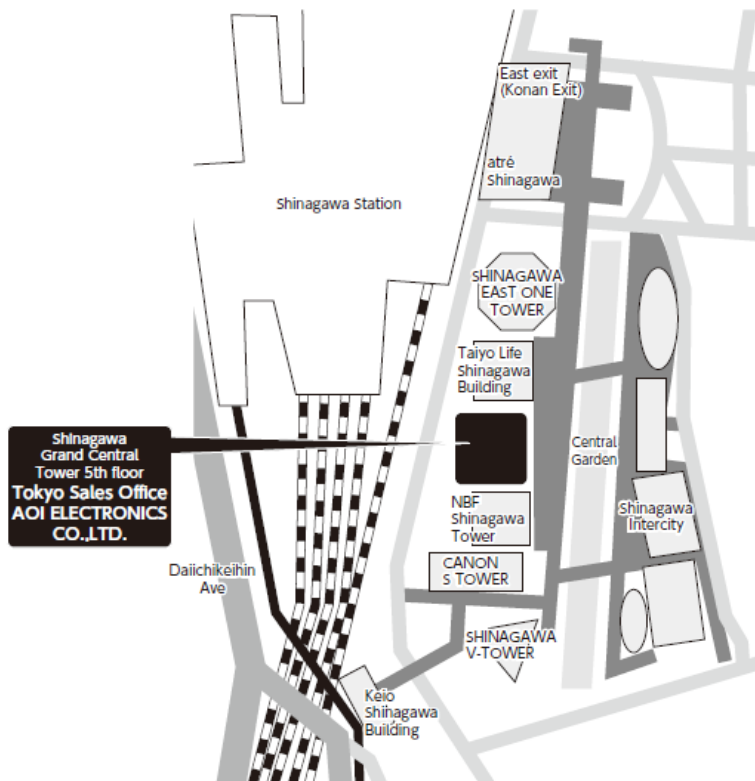 East exit
(Konan Exit)
atré
Shinagawa
Shinagawa Station
SHINAGAWA
EAST ONE
TOWER
Taiyo Life
Shinagawa
Building
Shinagawa
Grand Central
Tower 5th floor
Tokyo Sales Office
AOI ELECTRONICS
CO.,LTD.
Central
Garden
NBF
Shinagawa
Tower
Shinagawa
Intercity
CANON
S TOWER
Daiichikeihin
Ave
SHINAGAWA
V-TOWER
Keio
Shinagawa
Building